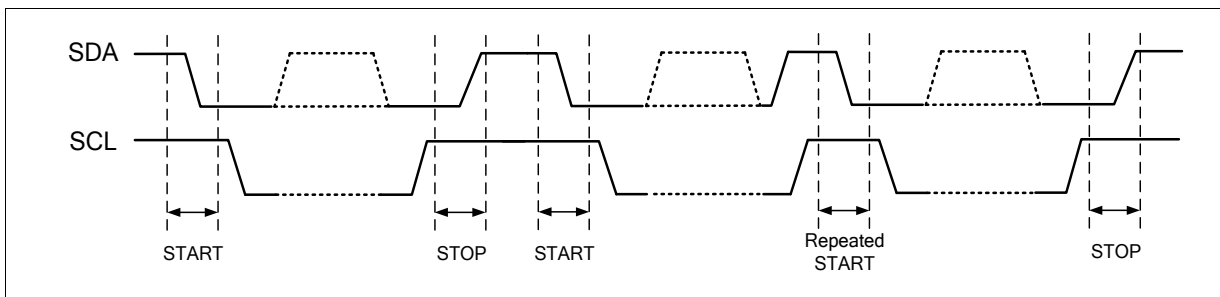 SDA
SCL
START
STOP
START
Repeated
START
STOP